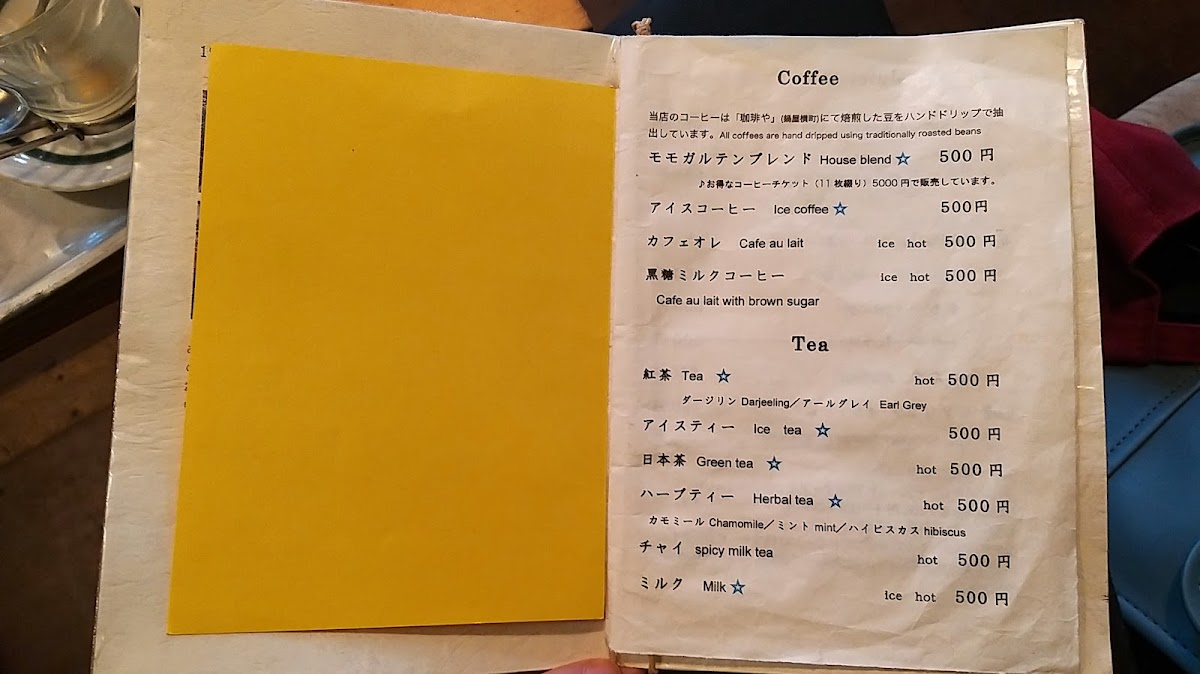 Coffee
当店のコーヒーは「珈琲や」(鍋屋横町)にて焙煎した豆をハンドドリップで抽
出しています。All coffees are hand dripped using traditionally roasted beans
モモガルテンブレンド House blend ☆ 500 円
♪お得なコーヒーチケット（11 枚綴り）5000 円で販売しています。
アイスコーヒー Ice coffee ☆ 500 円
カフェオレ Cafe au lait ice hot 500 円
黒糖ミルクコーヒー ice hot 500 円
Cafe au lait with brown sugar
Tea
紅茶 Tea ☆ hot 500 円
ダージリン Darjeeling／アールグレイ Earl Grey
アイスティー Ice tea ☆ 500 円
日本茶 Green tea ☆ hot 500 円
ハーブティー Herbal tea ☆ hot 500 円
カモミール Chamomile／ミント mint／ハイビスカス hibiscus
チャイ spicy milk tea hot 500 円
ミルク Milk ☆ ice hot 500 円